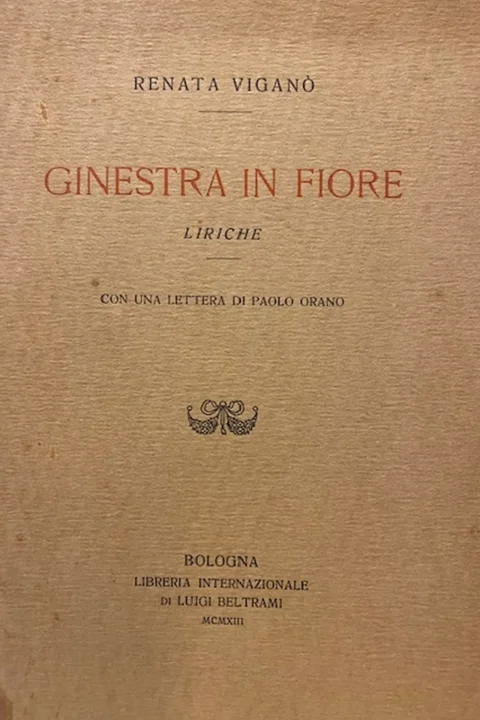 RENATA VIGANÒ
GINESTRA IN FIORE
LIRICHE
CON UNA LETTERA DI PAOLO ORANO
BOLOGNA
LIBRERIA INTERNAZIONALE
DI LUIGI BELTRAMI
MCMXIII